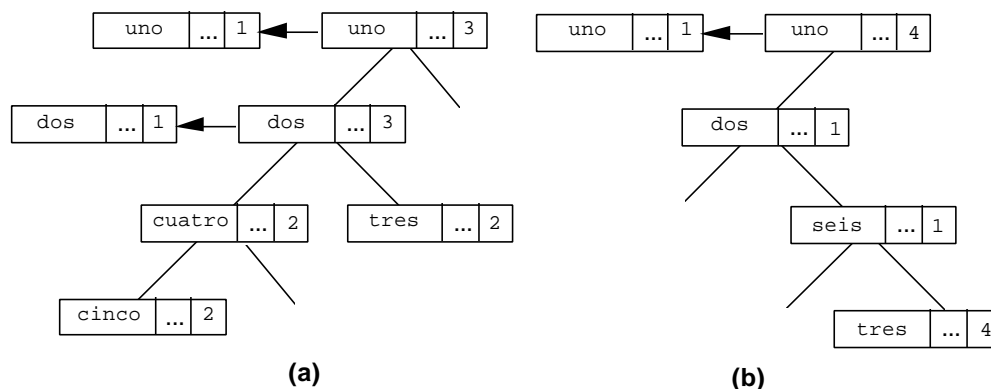 uno ... 1 uno ... 3
dos ... 1 dos ... 3
cuatro ... 2 tres ... 2
cinco ... 2
(a)
uno ... 1 uno ... 4
dos ... 1
seis ... 1
tres ... 4
(b)